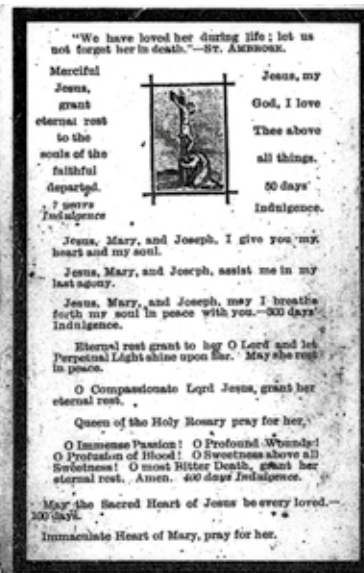 "We have loved her during life; let us
not forget her in death."—ST. AMBROSE.
Merciful
Jesus,
grant
eternal rest
to the
souls of the
faithful
departed.
7 years
Indulgence
Jesus, my
God, I love
Thee above
all things.
50 days'
Indulgence.
Jesus, Mary, and Joseph, I give you my
heart and my soul.
Jesus, Mary, and Joseph, assist me in my
last agony.
Jesus, Mary, and Joseph, may I breathe
forth my soul in peace with you.—300 days'
Indulgence.
Eternal rest grant to her O Lord and let
Perpetual Light shine upon her. May she rest
in peace.
O Compassionate Lord Jesus, grant her
eternal rest.
Queen of the Holy Rosary pray for her,
O Immense Passion! O Profound Wounds!
O Profusion of Blood! O Sweetness above all
Sweetness! O most Bitter Death, grant her
eternal rest. Amen. 400 days Indulgence.
May the Sacred Heart of Jesus be every loved.—
100 days.
Immaculate Heart of Mary, pray for her.